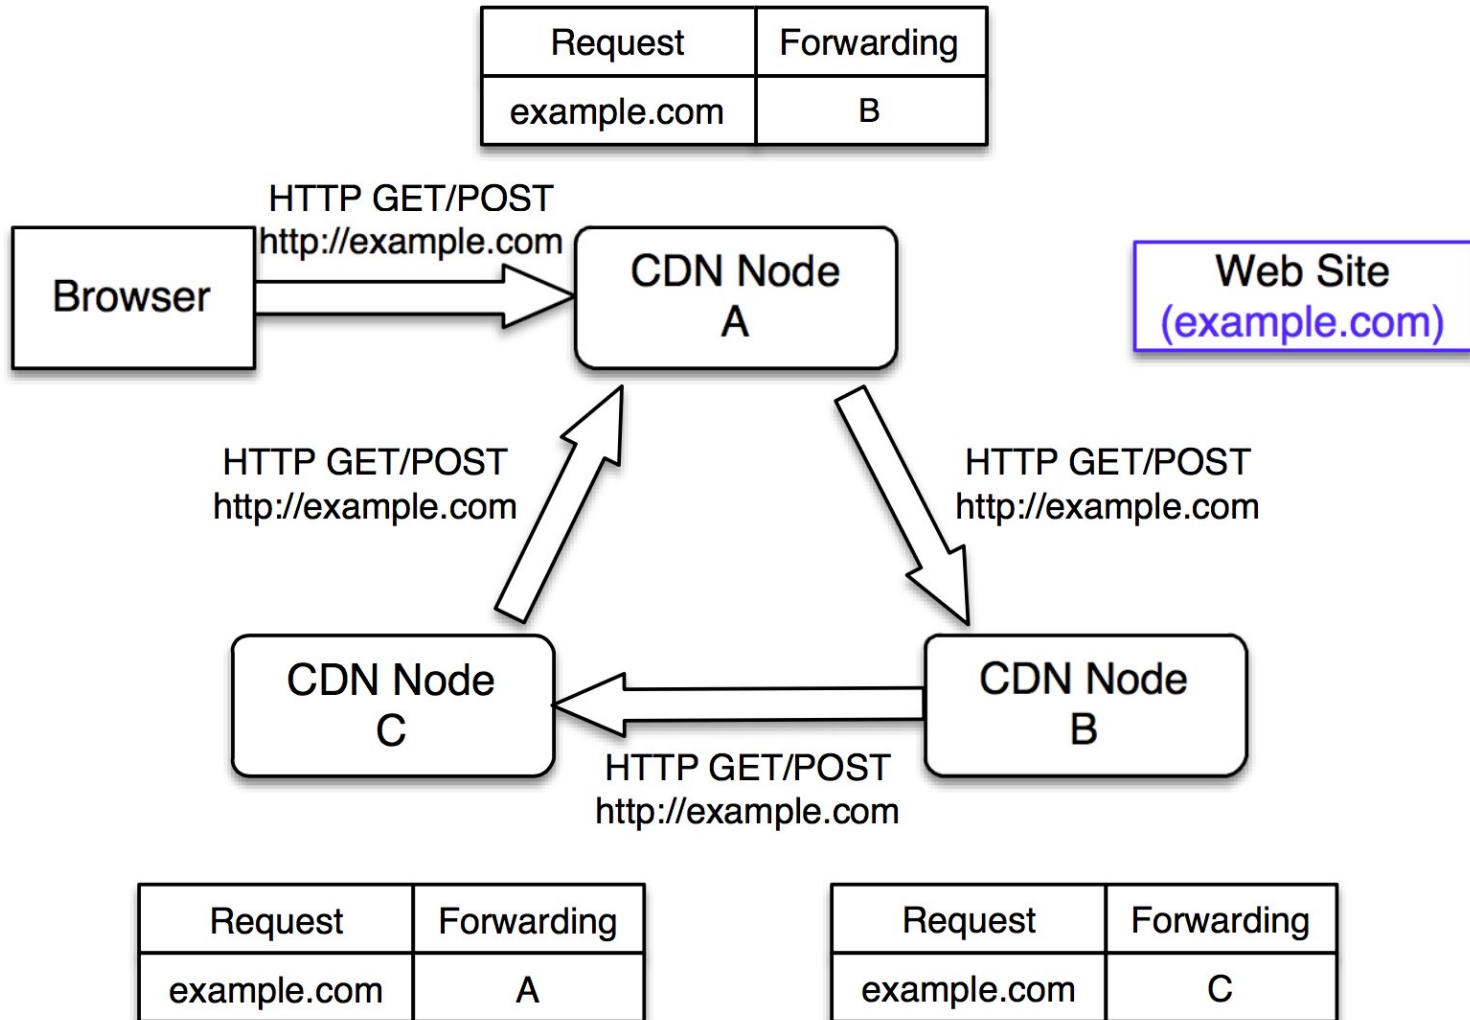 Request Forwarding
example.com B
HTTP GET/POST
http://example.com
Browser
CDN Node
A
Web Site
(example.com)
HTTP GET/POST
http://example.com
HTTP GET/POST
http://example.com
CDN Node
C
CDN Node
B
HTTP GET/POST
http://example.com
Request Forwarding
example.com A
Request Forwarding
example.com C